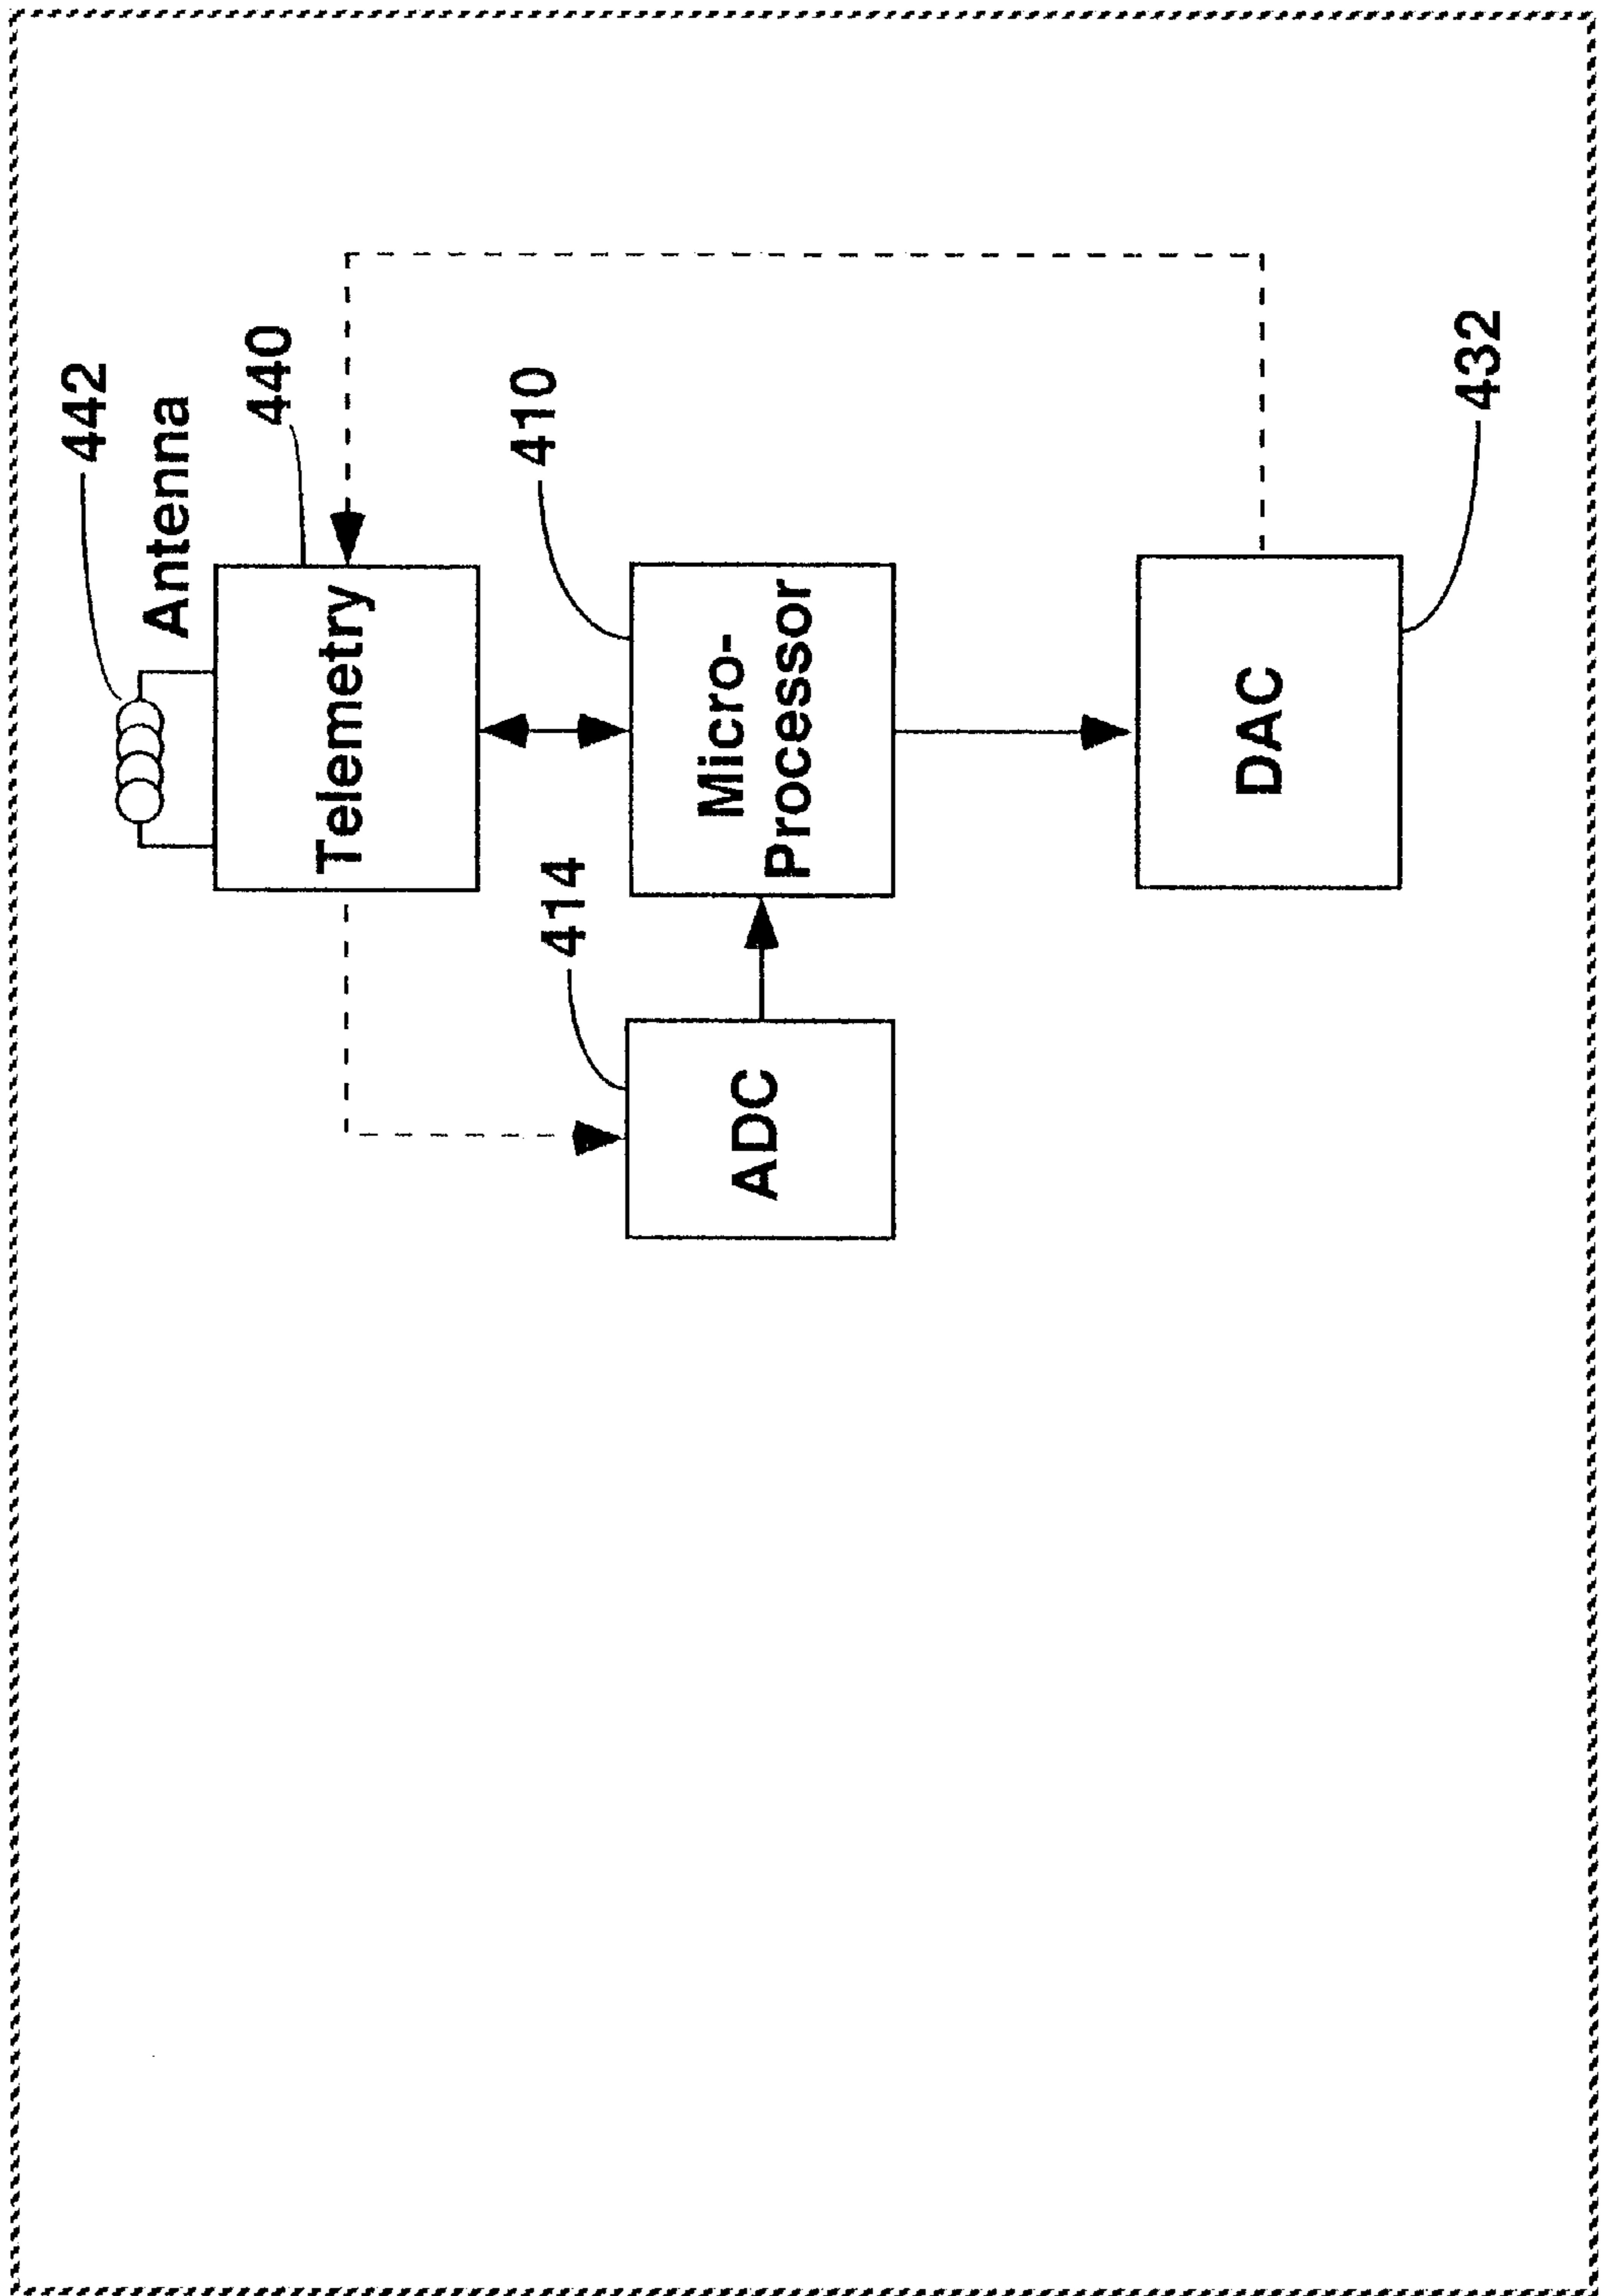 442
Antenna
440
Telemetry
410
Micro-
Processor
414
ADC
DAC
432